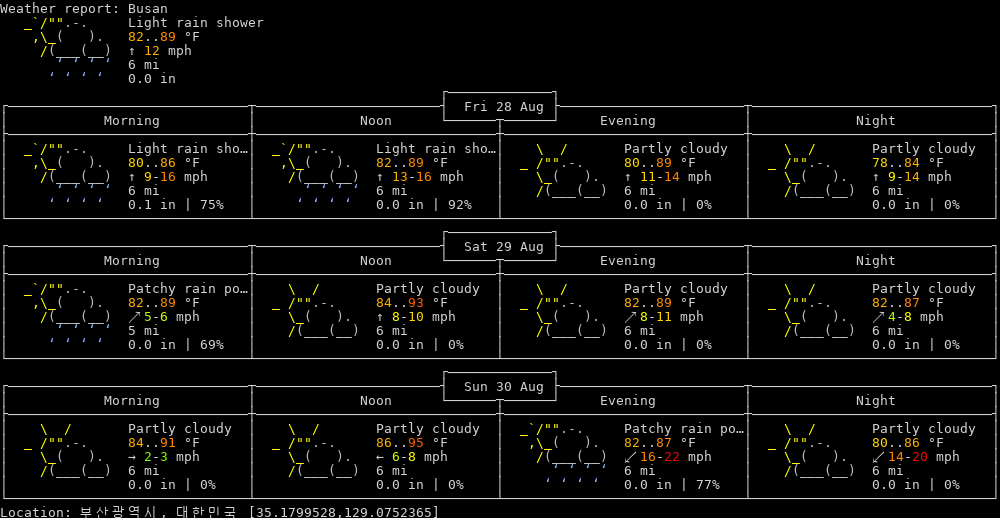 Weather report: Busan
Light rain shower
82..89 °F
↑ 12 mph
6 mi
0.0 in
Fri 28 Aug
Morning Noon Evening Night
Light rain sho… Light rain sho… Partly cloudy Partly cloudy
80..86 °F 82..89 °F 80..89 °F 78..84 °F
↑ 9-16 mph ↑ 13-16 mph ↑ 11-14 mph ↑ 9-14 mph
6 mi 6 mi 6 mi 6 mi
0.1 in | 75% 0.0 in | 92% 0.0 in | 0% 0.0 in | 0%
Sat 29 Aug
Morning Noon Evening Night
Patchy rain po… Partly cloudy Partly cloudy Partly cloudy
82..89 °F 84..93 °F 82..89 °F 82..87 °F
↗ 5-6 mph ↑ 8-10 mph ↗ 8-11 mph ↗ 4-8 mph
5 mi 6 mi 6 mi 6 mi
0.0 in | 69% 0.0 in | 0% 0.0 in | 0% 0.0 in | 0%
Sun 30 Aug
Morning Noon Evening Night
Partly cloudy Partly cloudy Patchy rain po… Partly cloudy
84..91 °F 86..95 °F 82..87 °F 80..86 °F
→ 2-3 mph ← 6-8 mph ↙ 16-22 mph ↙ 14-20 mph
6 mi 6 mi 6 mi 6 mi
0.0 in | 0% 0.0 in | 0% 0.0 in | 77% 0.0 in | 0%
Location: 부산광역시, 대한민국 [35.1799528,129.0752365]